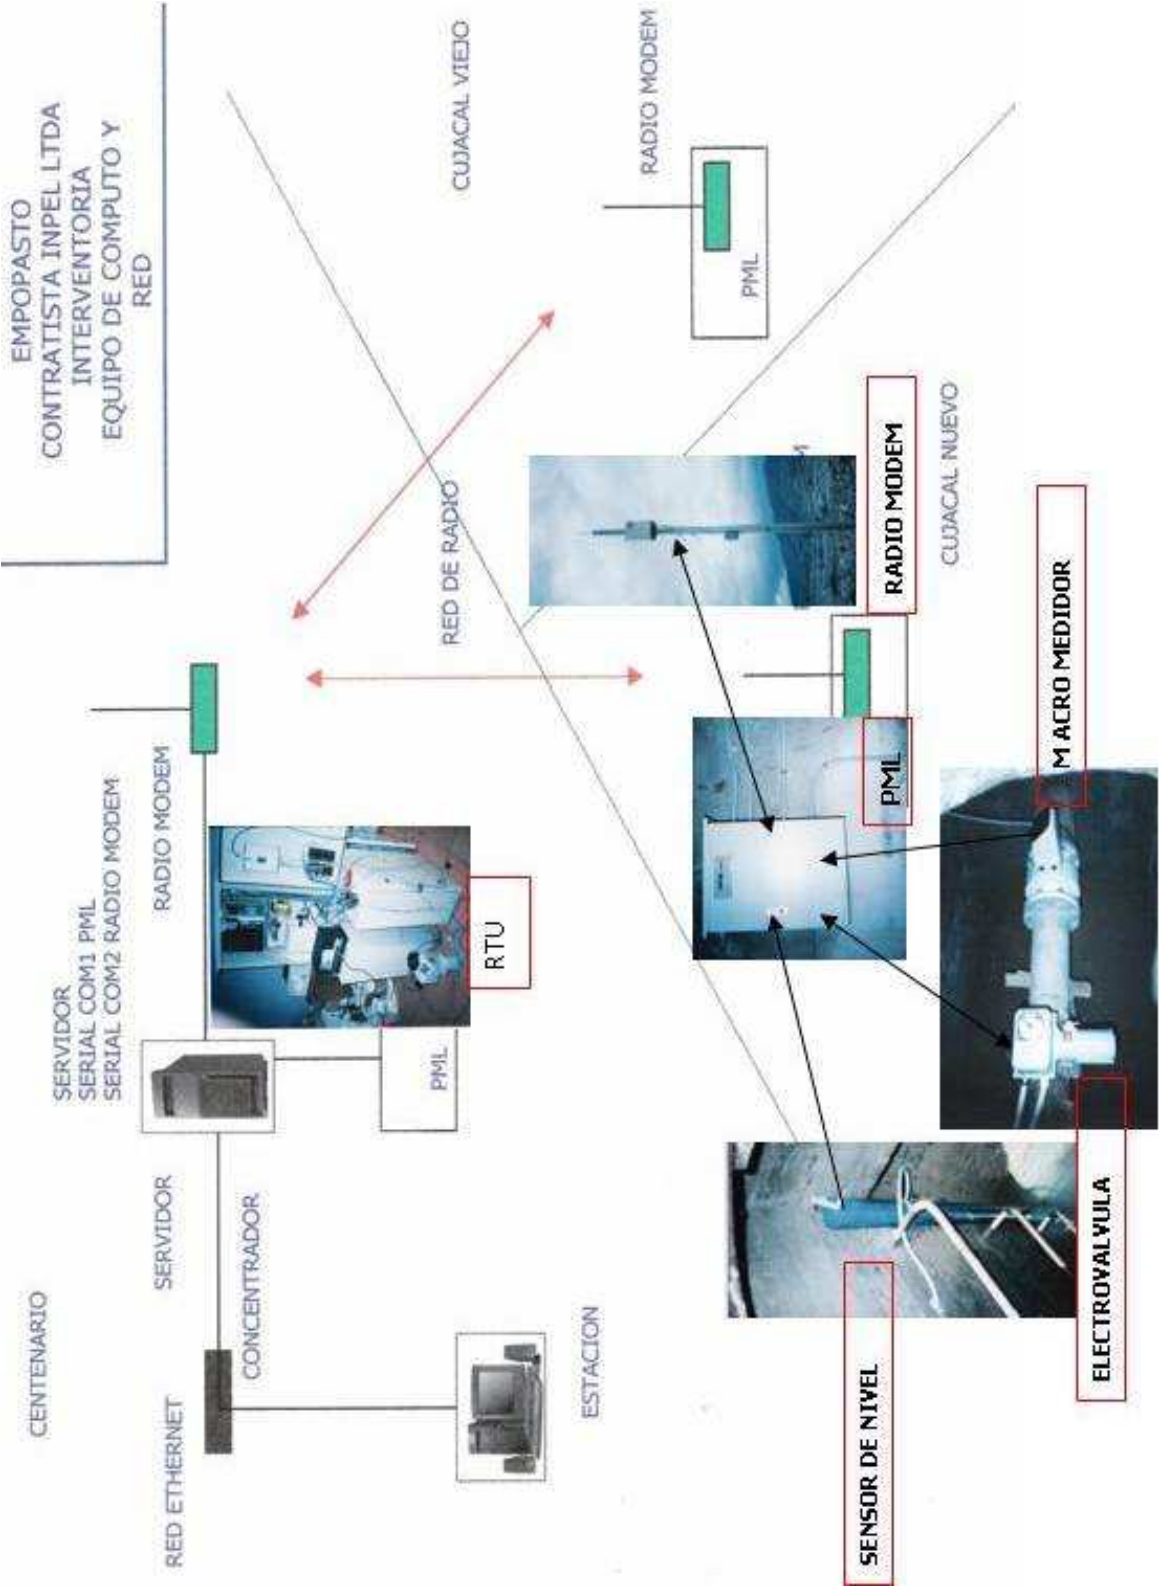 EMPOPASTO
CONTRATISTA INPEL LTDA
INTERVENTORIA
EQUIPO DE COMPUTO Y
RED
CENTENARIO
SERVIDOR
SERIAL COM1 PML
SERIAL COM2 RADIO MODEM
RED ETHERNET
SERVIDOR
RADIO MODEM
CONCENTRADOR
PML
RTU
ESTACION
RED DE RADIO
CUJACAL VIEJO
RADIO MODEM
PML
SENSOR DE NIVEL
PML
RADIO MODEM
CUJACAL NUEVO
M ACRO MEDIDOR
ELECTROVALVULA